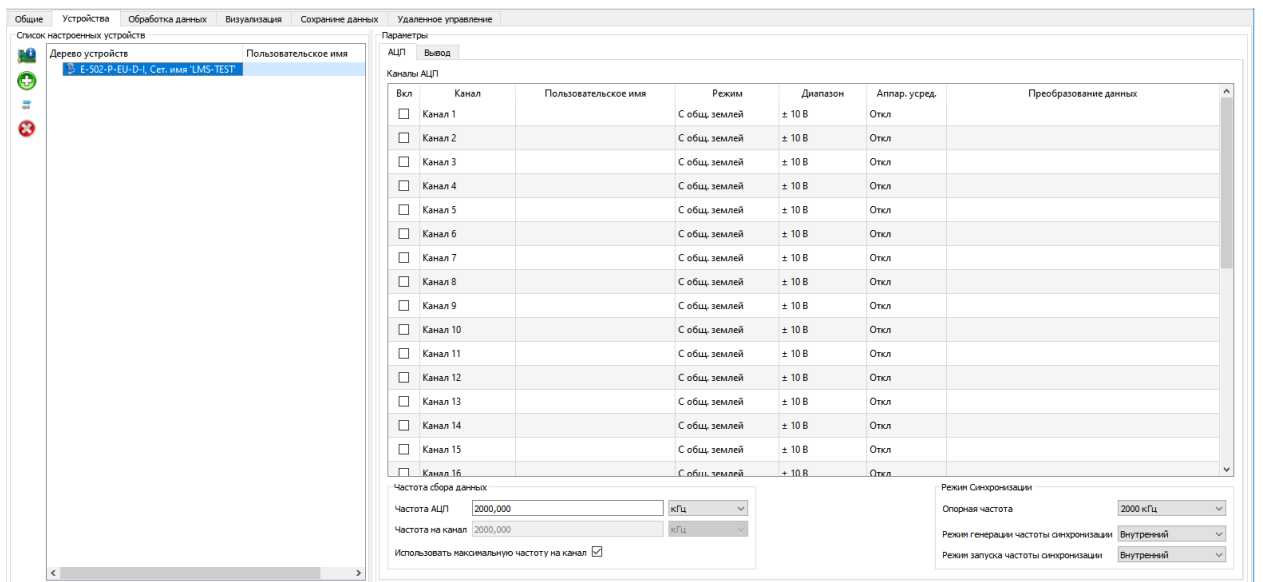 Общие Устройства Обработка данных Визуализация Сохранине данных Удаленное управление
Список настроенных устройств
Дерево устройств Пользовательское имя
E-502-P-EU-D-I, Сет. имя 'LMS-TEST'
Параметры
АЦП Вывод
Каналы АЦП
Вкл Канал Пользовательское имя Режим Диапазон Аппар. усред. Преобразование данных
Канал 1 С общ. землей ± 10 В Откл
Канал 2 С общ. землей ± 10 В Откл
Канал 3 С общ. землей ± 10 В Откл
Канал 4 С общ. землей ± 10 В Откл
Канал 5 С общ. землей ± 10 В Откл
Канал 6 С общ. землей ± 10 В Откл
Канал 7 С общ. землей ± 10 В Откл
Канал 8 С общ. землей ± 10 В Откл
Канал 9 С общ. землей ± 10 В Откл
Канал 10 С общ. землей ± 10 В Откл
Канал 11 С общ. землей ± 10 В Откл
Канал 12 С общ. землей ± 10 В Откл
Канал 13 С общ. землей ± 10 В Откл
Канал 14 С общ. землей ± 10 В Откл
Канал 15 С общ. землей ± 10 В Откл
Канал 16 С общ. землей ± 10 В Откл
Частота сбора данных
Частота АЦП 2000,000 кГц
Частота на канал 2000,000 кГц
Использовать максимальную частоту на канал
Режим Синхронизации
Опорная частота 2000 кГц
Режим генерации частоты синхронизации Внутренний
Режим запуска частоты синхронизации Внутренний